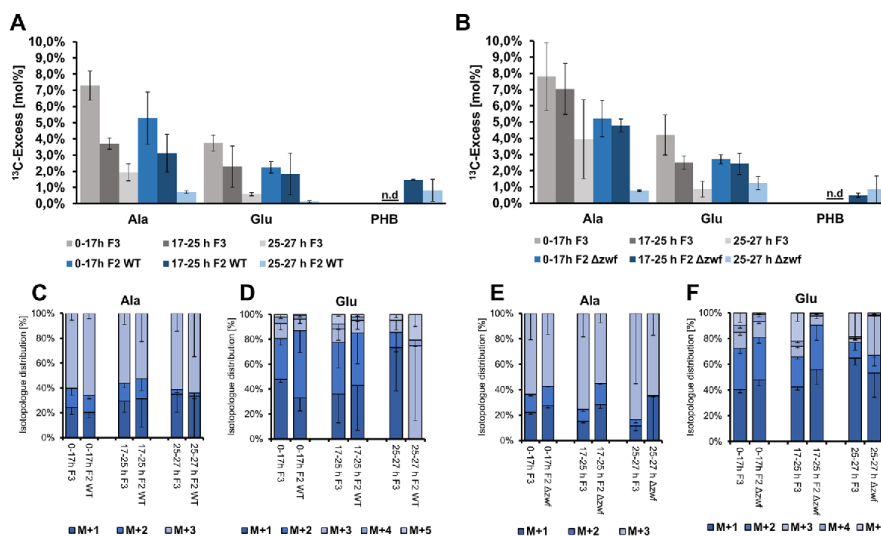 A
¹³C-Excess [mol%]
10,0%
9,0%
8,0%
7,0%
6,0%
5,0%
4,0%
3,0%
2,0%
1,0%
0,0%
n.d
Ala Glu PHB
0-17h F3 17-25 h F3 25-27 h F3
0-17h F2 WT 17-25 h F2 WT 25-27 h F2 WT
B
¹³C-Excess [mol%]
10,0%
9,0%
8,0%
7,0%
6,0%
5,0%
4,0%
3,0%
2,0%
1,0%
0,0%
n.d
Ala Glu PHB
0-17h F3 17-25 h F3 25-27 h F3
0-17h F2 Δzwf 17-25 h F2 Δzwf 25-27 h Δzwf
C
Ala
Isotopologue distribution [%]
100%
80%
60%
40%
20%
0%
0-17h F3
0-17h F2 WT
17-25 h F3
17-25 h F2 WT
25-27 h F3
25-27 h F2 WT
M+1 M+2 M+3
D
Glu
Isotopologue distribution [%]
100%
80%
60%
40%
20%
0%
0-17h F3
0-17h F2 WT
17-25 h F3
17-25 h F2 WT
25-27 h F3
25-27 h F2 WT
M+1 M+2 M+3 M+4 M+5
E
Ala
Isotopologue distribution [%]
100%
80%
60%
40%
20%
0%
0-17h F3
0-17h F2 Δzwf
17-25 h F3
17-25 h F2 Δzwf
25-27 h F3
25-27 h Δzwf
M+1 M+2 M+3
F
Glu
Isotopologue distribution [%]
100%
80%
60%
40%
20%
0%
0-17h F3
0-17h F2 Δzwf
17-25 h F3
17-25 h F2 Δzwf
25-27 h F3
25-27 h Δzwf
M+1 M+2 M+3 M+4 M+